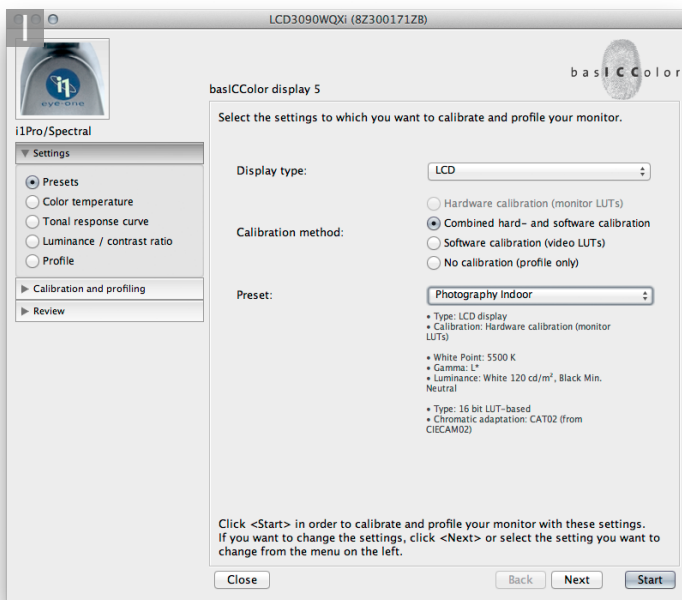 1
LCD3090WQXi (8Z300171ZB)
i1
eye-one
basICColor
basICColor display 5
i1Pro/Spectral
Select the settings to which you want to calibrate and profile your monitor.
Settings
Presets
Color temperature
Tonal response curve
Luminance / contrast ratio
Profile
Calibration and profiling
Review
Display type:
LCD
Calibration method:
Hardware calibration (monitor LUTs)
Combined hard- and software calibration
Software calibration (video LUTs)
No calibration (profile only)
Preset:
Photography Indoor
• Type: LCD display
• Calibration: Hardware calibration (monitor
LUTs)
• White Point: 5500 K
• Gamma: L*
• Luminance: White 120 cd/m², Black Min.
Neutral
• Type: 16 bit LUT-based
• Chromatic adaptation: CAT02 (from
CIECAM02)
Click <Start> in order to calibrate and profile your monitor with these settings.
If you want to change the settings, click <Next> or select the setting you want to
change from the menu on the left.
Close
Back
Next
Start